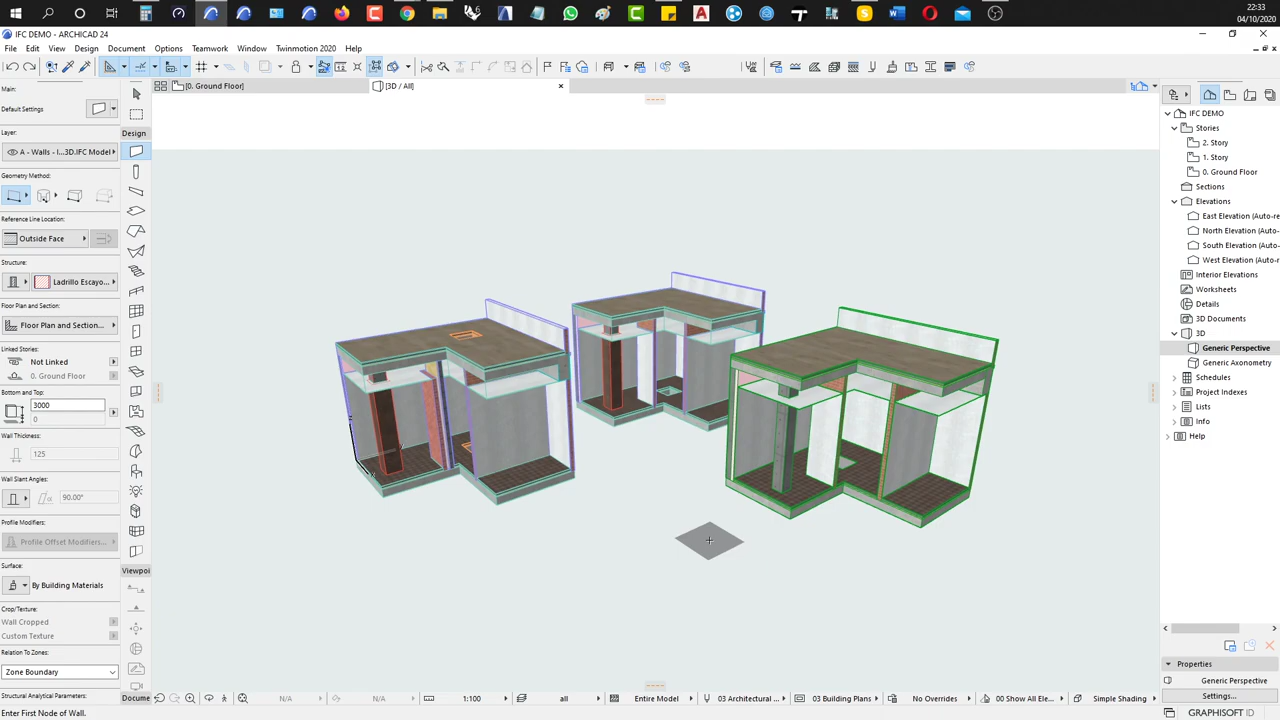 22:33
04/10/2020
IFC DEMO - ARCHICAD 24
File Edit View Design Document Options Teamwork Window Twinmotion 2020 Help
Main:
Default Settings
Layer:
A - Walls - I...3D.IFC Model
Geometry Method:
Reference Line Location:
Outside Face
Structure:
Ladrillo Escayo...
Floor Plan and Section:
Floor Plan and Section...
Linked Stories:
Not Linked
0. Ground Floor
Bottom and Top:
3000
0
Wall Thickness:
125
Wall Slant Angles:
90.00°
Profile Modifiers:
Profile Offset Modifiers...
Surface:
By Building Materials
Crop/Texture:
Wall Cropped
Custom Texture
Relation To Zones:
Zone Boundary
Structural Analytical Parameters:
Enter First Node of Wall.
Design
Viewpoi
Docume
[0. Ground Floor]
[3D / All]
N/A
N/A
1:100
all
Entire Model
03 Architectural ...
03 Building Plans
No Overrides
00 Show All Ele...
Simple Shading
IFC DEMO
Stories
2. Story
1. Story
0. Ground Floor
Sections
Elevations
East Elevation (Auto-re
North Elevation (Auto-
South Elevation (Auto-
West Elevation (Auto-r
Interior Elevations
Worksheets
Details
3D Documents
3D
Generic Perspective
Generic Axonometry
Schedules
Project Indexes
Lists
Info
Help
Properties
Generic Perspective
Settings...
GRAPHISOFT ID